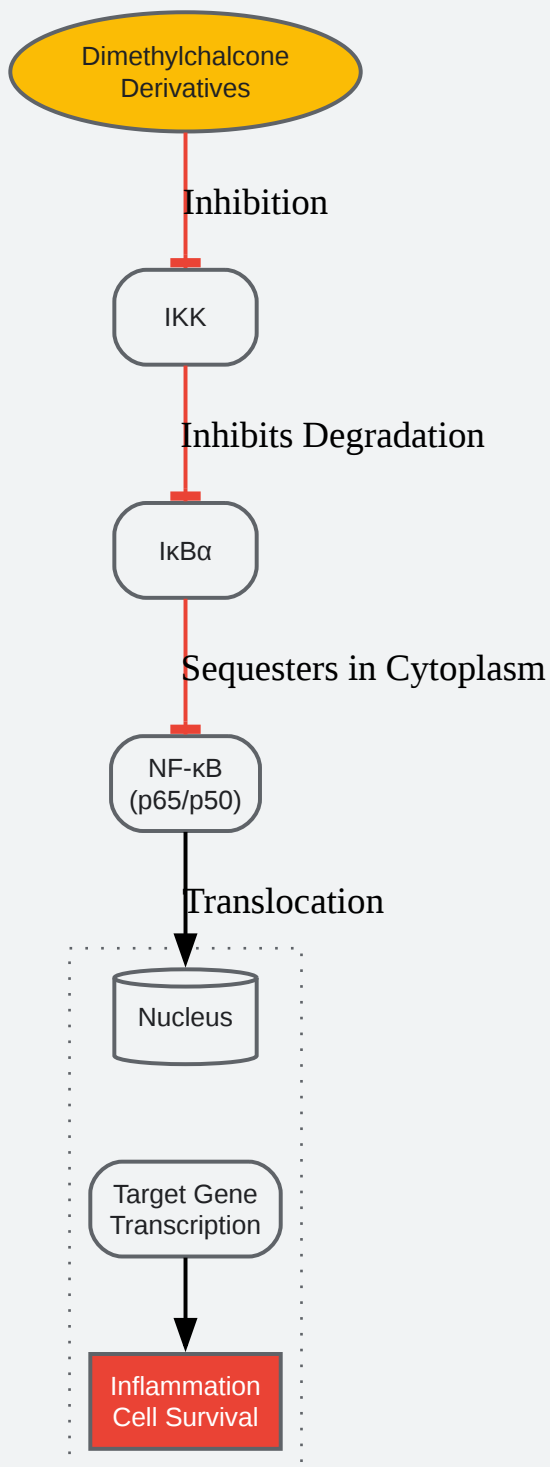 Dimethylchalcone
Derivatives
Inhibition
IKK
Inhibits Degradation
IκBα
Sequesters in Cytoplasm
NF-κB
(p65/p50)
Translocation
Nucleus
Target Gene
Transcription
Inflammation
Cell Survival